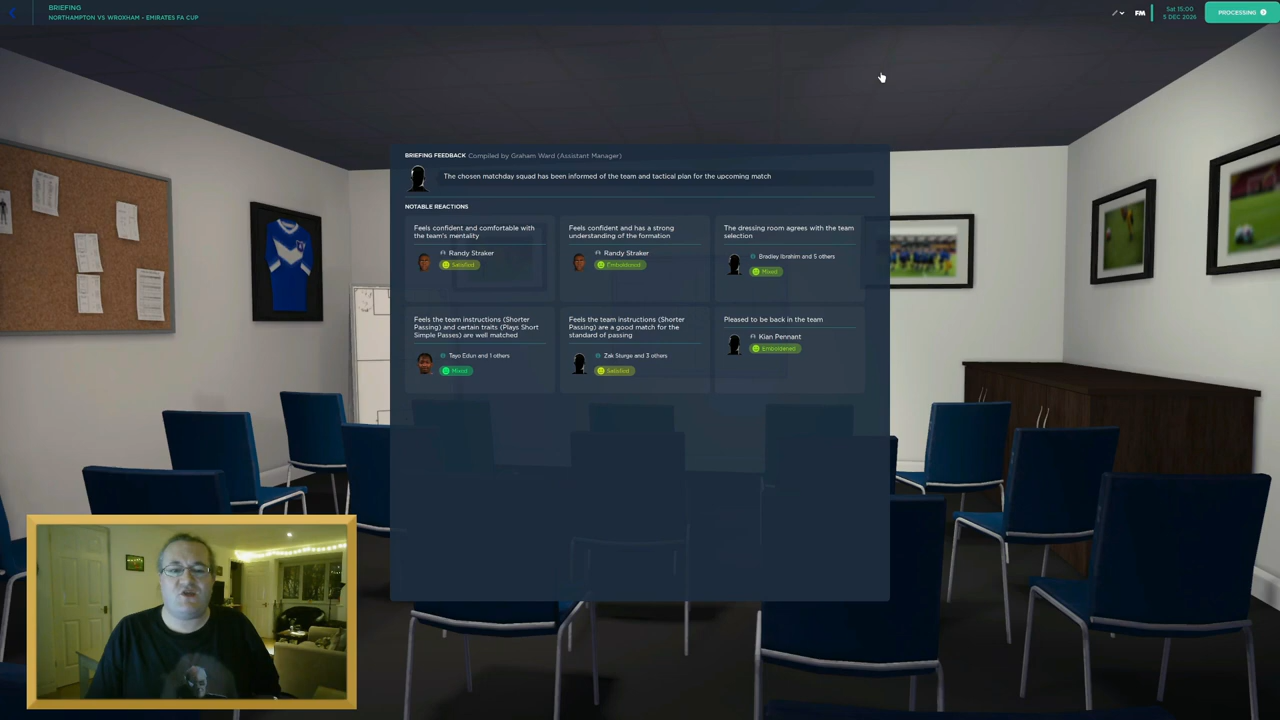 BRIEFING
NORTHAMPTON VS WROXHAM - EMIRATES FA CUP
FM
Sat 15:00
5 DEC 2026
PROCESSING
BRIEFING FEEDBACK Compiled by Graham Ward (Assistant Manager)
The chosen matchday squad has been informed of the team and tactical plan for the upcoming match
NOTABLE REACTIONS
Feels confident and comfortable with
the team's mentality
Randy Straker
Satisfied
Feels confident and has a strong
understanding of the formation
Randy Straker
Emboldened
The dressing room agrees with the team
selection
Bradley Ibrahim and 5 others
Mixed
Feels the team instructions (Shorter
Passing) and certain traits (Plays Short
Simple Passes) are well matched
Tayo Edun and 1 others
Mixed
Feels the team instructions (Shorter
Passing) are a good match for the
standard of passing
Zak Sturge and 3 others
Satisfied
Pleased to be back in the team
Kian Pennant
Emboldened